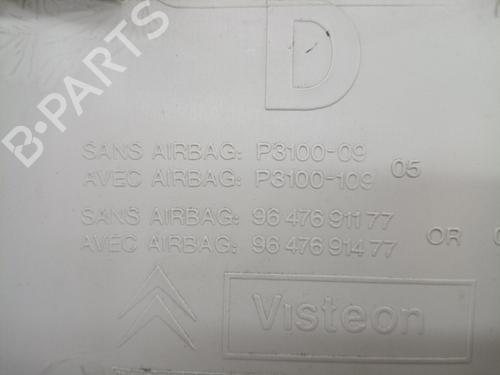 D
SANS AIRBAG: P3100-09
AVEC AIRBAG: P3100-109 05
SANS AIRBAG: 96 476 911 77
AVEC AIRBAG: 96 476 914 77 OR
Visteon
B-PARTS